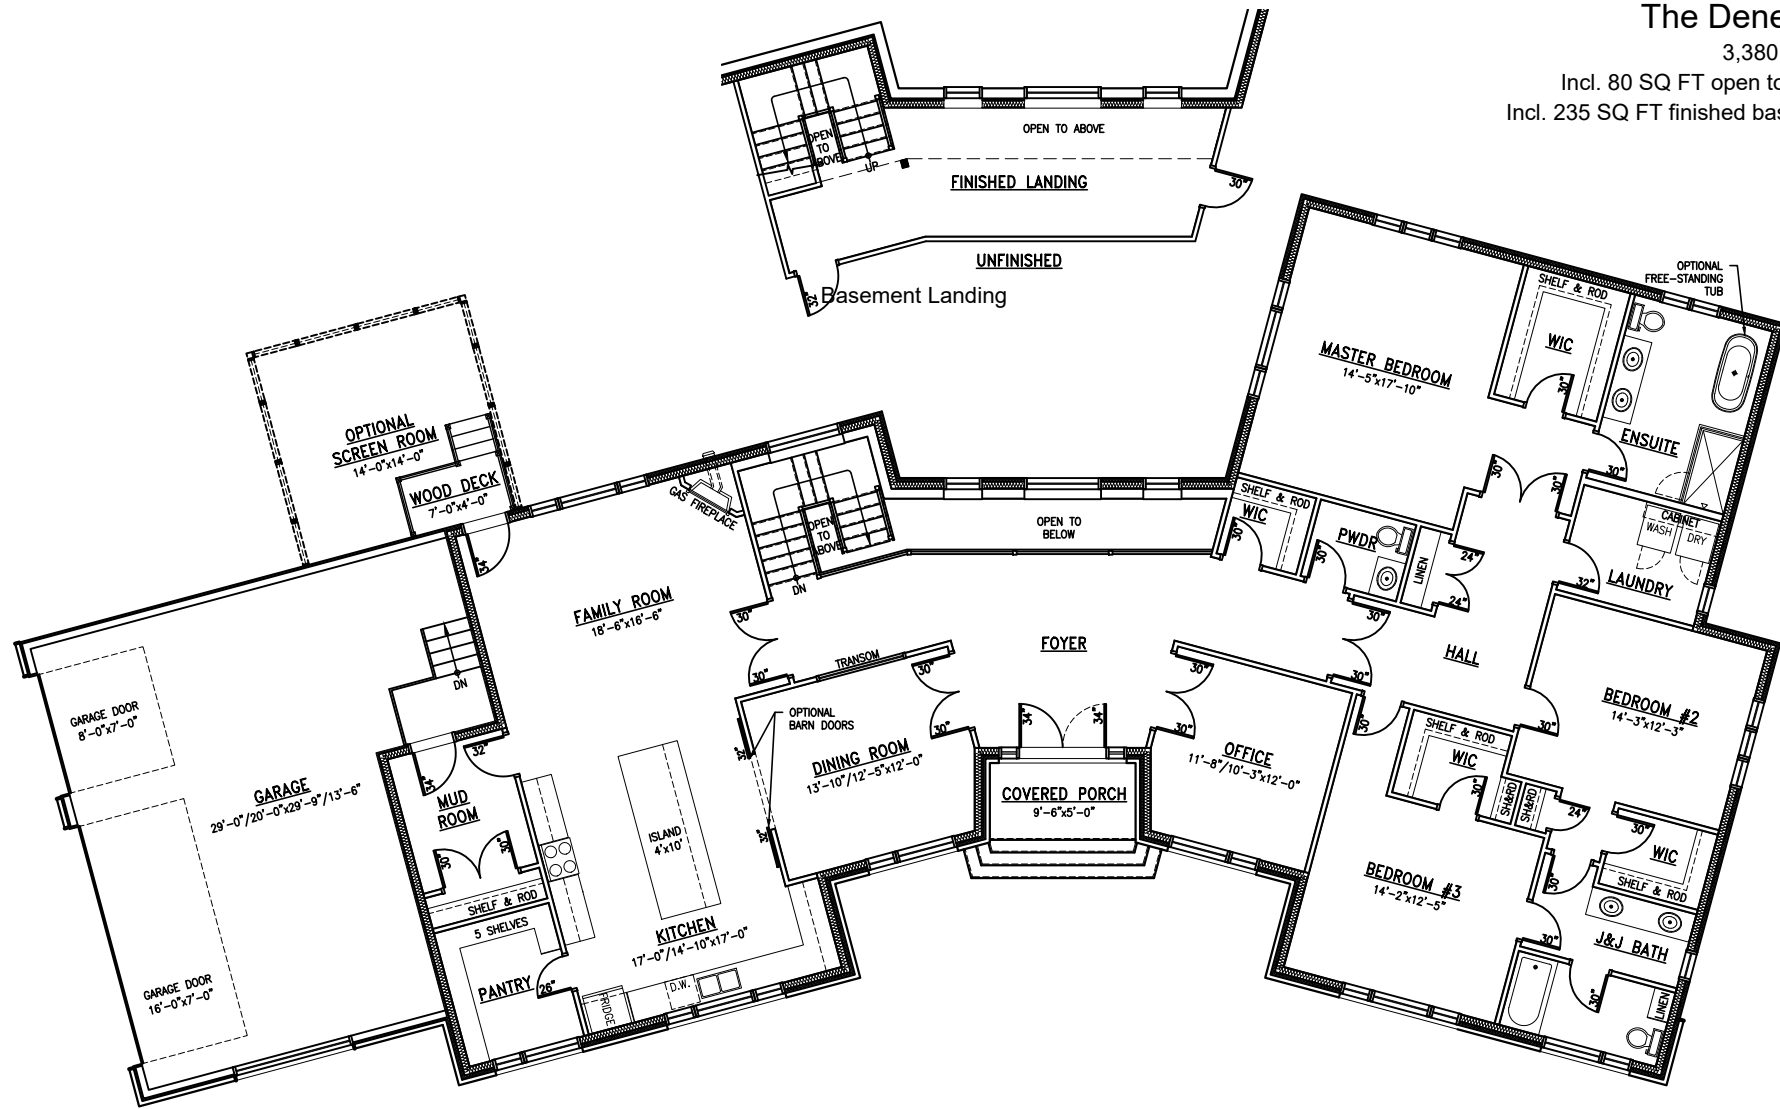 The Dene
3,380
Incl. 80 SQ FT open to
Incl. 235 SQ FT finished bas
OPEN
TO
ABOVE
UP
OPEN TO ABOVE
FINISHED LANDING
30"
UNFINISHED
32"
Basement Landing
OPTIONAL
FREE-STANDING
TUB
SHELF & ROD
WIC
30"
MASTER BEDROOM
14'-5"x17'-10"
ENSUITE
30"
30"
30"
OPTIONAL
SCREEN ROOM
14'-0"x14'-0"
WOOD DECK
7'-0"x4'-0"
34"
GAS FIREPLACE
OPEN
TO
ABOVE
DN
OPEN TO
BELOW
SHELF & ROD
WIC
30"
PWDR
30"
LINEN
24"
24"
CABINET
WASH
DRY
LAUNDRY
32"
FAMILY ROOM
18'-6"x16'-6"
30"
30"
TRANSOM
FOYER
30"
30"
30"
30"
30"
30"
HALL
DN
GARAGE DOOR
8'-0"x7'-0"
OPTIONAL
BARN DOORS
32"
32"
34"
34"
30"
BEDROOM #2
14'-3"x12'-3"
30"
SHELF & ROD
WIC
30"
SH&RD
SH&RD
24"
DINING ROOM
13'-10"/12'-5"x12'-0"
OFFICE
11'-8"/10'-3"x12'-0"
COVERED PORCH
9'-6"x5'-0"
32"
34"
GARAGE
29'-0"/20'-0"x29'-9"/13'-6"
MUD
ROOM
30"
30"
ISLAND
4'x10'
30"
WIC
SHELF & ROD
30"
BEDROOM #3
14'-2"x12'-5"
30"
SHELF & ROD
5 SHELVES
KITCHEN
17'-0"/14'-10"x17'-0"
J&J BATH
30"
LINEN
GARAGE DOOR
16'-0"x7'-0"
PANTRY
26"
FRIDGE
D.W.